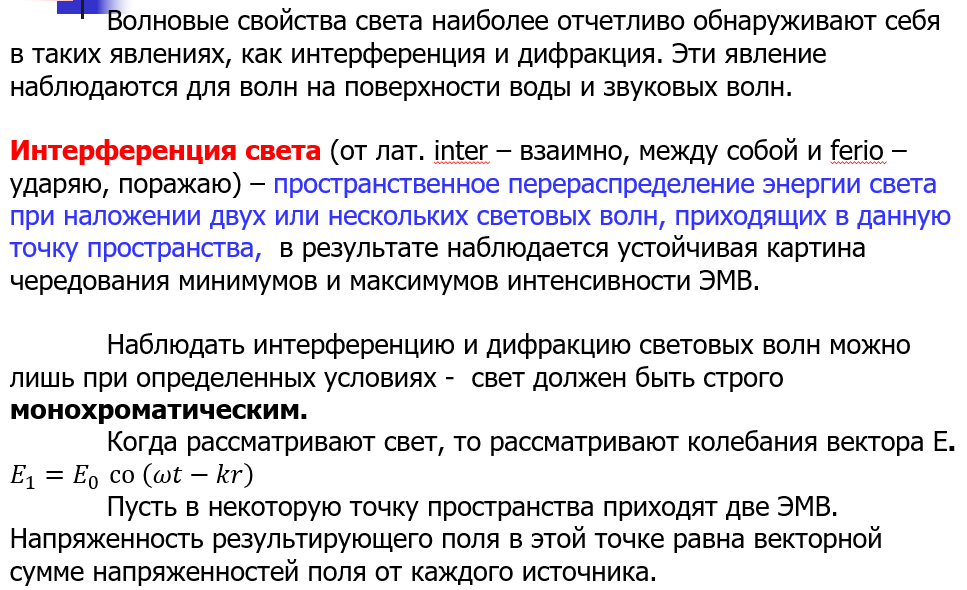 Волновые свойства света наиболее отчетливо обнаруживают себя
в таких явлениях, как интерференция и дифракция. Эти явление
наблюдаются для волн на поверхности воды и звуковых волн.
Интерференция света (от лат. inter – взаимно, между собой и ferio –
ударяю, поражаю) – пространственное перераспределение энергии света
при наложении двух или нескольких световых волн, приходящих в данную
точку пространства, в результате наблюдается устойчивая картина
чередования минимумов и максимумов интенсивности ЭМВ.
Наблюдать интерференцию и дифракцию световых волн можно
лишь при определенных условиях - свет должен быть строго
монохроматическим.
Когда рассматривают свет, то рассматривают колебания вектора Е.
E₁ = E₀ co (ωt − kr)
Пусть в некоторую точку пространства приходят две ЭМВ.
Напряженность результирующего поля в этой точке равна векторной
сумме напряженностей поля от каждого источника.